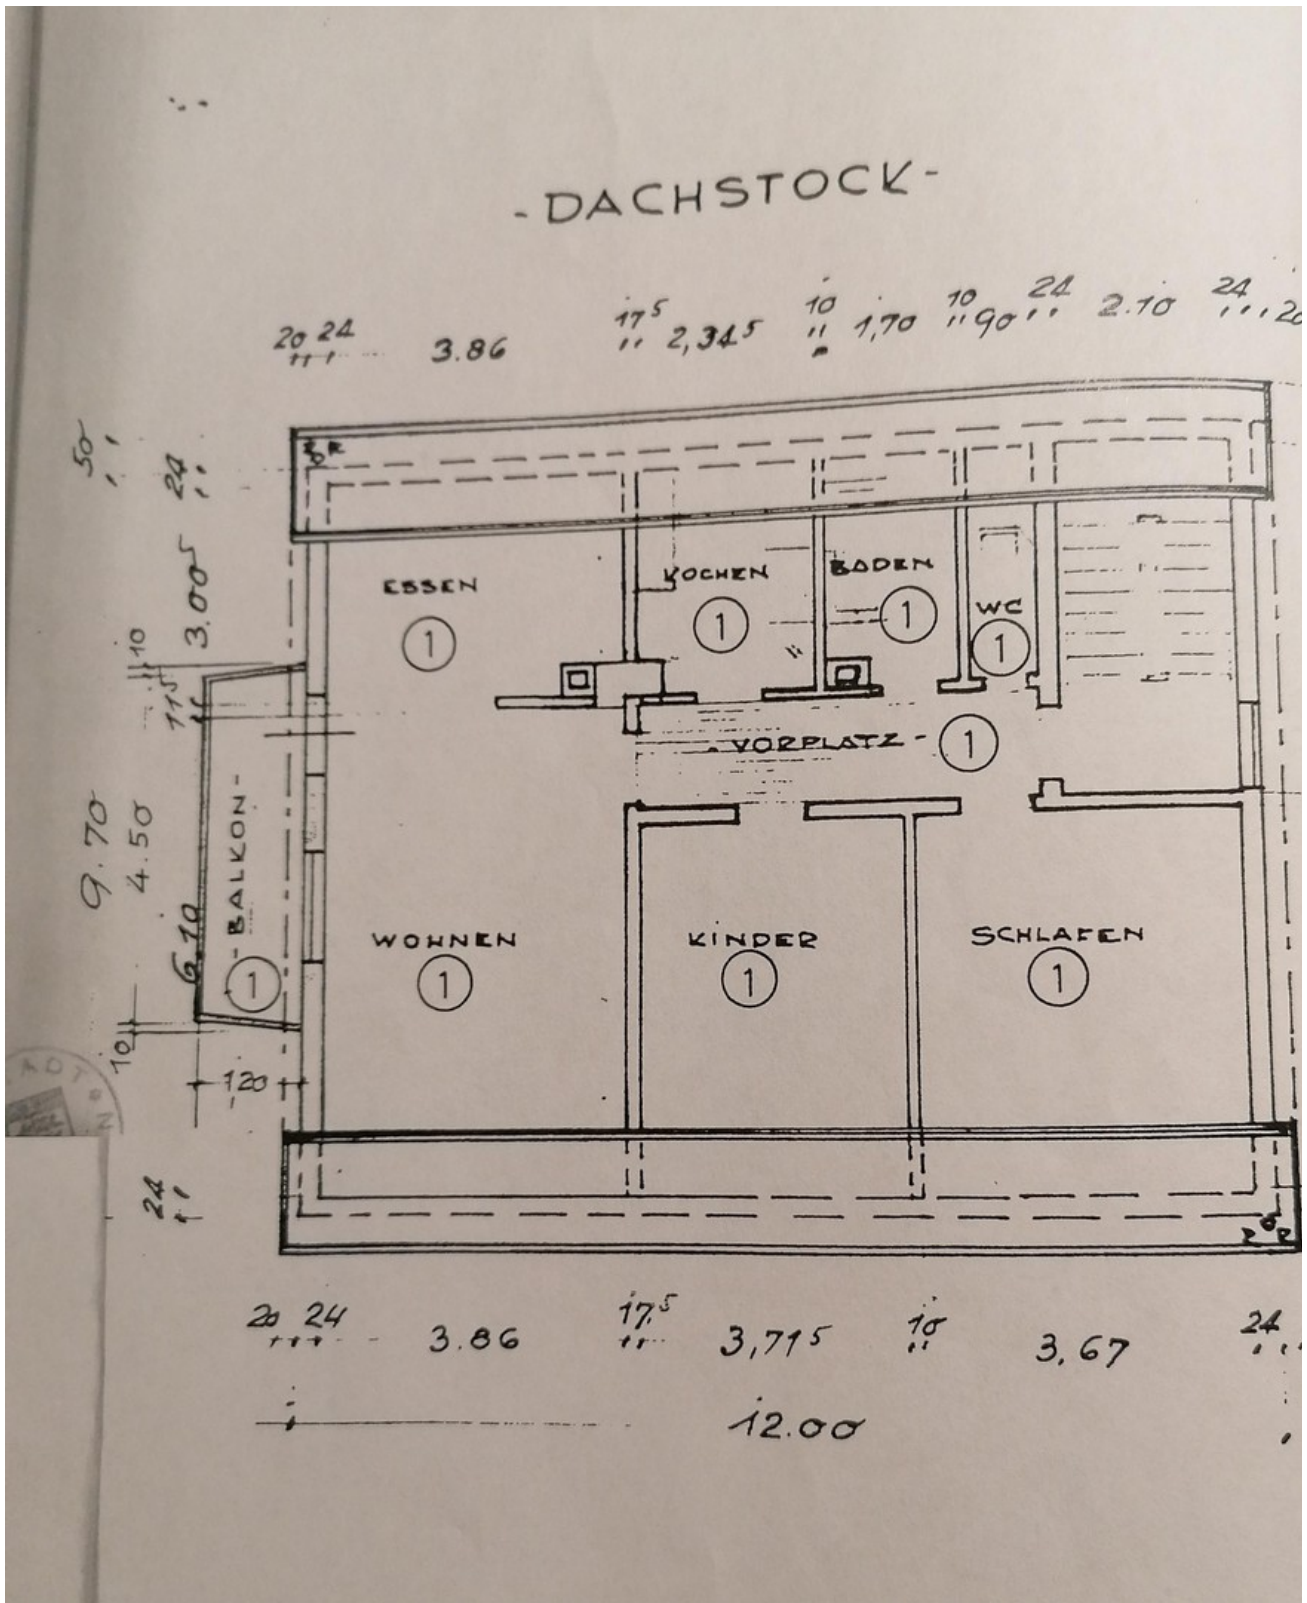 - DACHSTOCK -
20 24 3.86 17⁵ 2,34⁵ 10 1,70 10 90 24 2.10 24 20
50
24
3.00⁵
10
11⁵
9.70
4.50
6.10
10
120
24
ESSEN
1
KOCHEN
1
BADEN
1
WC
1
- VORPLATZ -
1
- BALKON -
1
WOHNEN
1
KINDER
1
SCHLAFEN
1
20 24 3.86 17⁵ 3,71⁵ 10 3,67 24
12.00